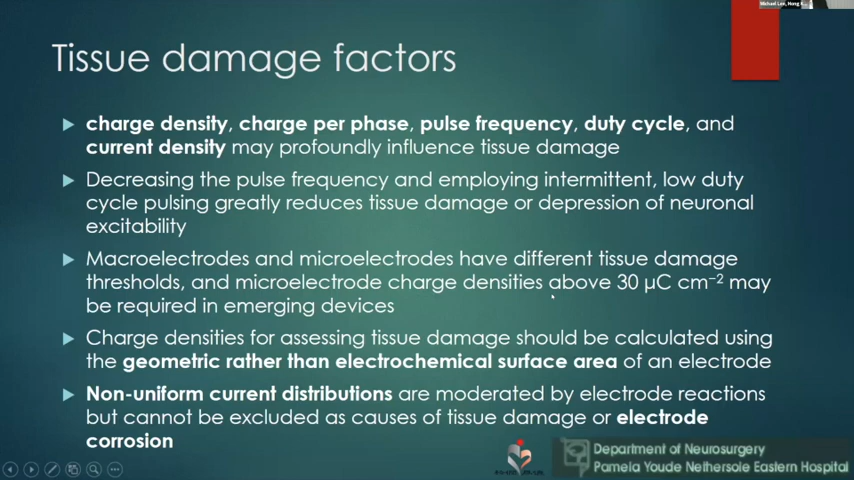 Michael Lee, Hong K...
Tissue damage factors
charge density, charge per phase, pulse frequency, duty cycle, and
current density may profoundly influence tissue damage
Decreasing the pulse frequency and employing intermittent, low duty
cycle pulsing greatly reduces tissue damage or depression of neuronal
excitability
Macroelectrodes and microelectrodes have different tissue damage
thresholds, and microelectrode charge densities above 30 μC cm⁻² may
be required in emerging devices
Charge densities for assessing tissue damage should be calculated using
the geometric rather than electrochemical surface area of an electrode
Non-uniform current distributions are moderated by electrode reactions
but cannot be excluded as causes of tissue damage or electrode
corrosion
Department of Neurosurgery
Pamela Youde Nethersole Eastern Hospital